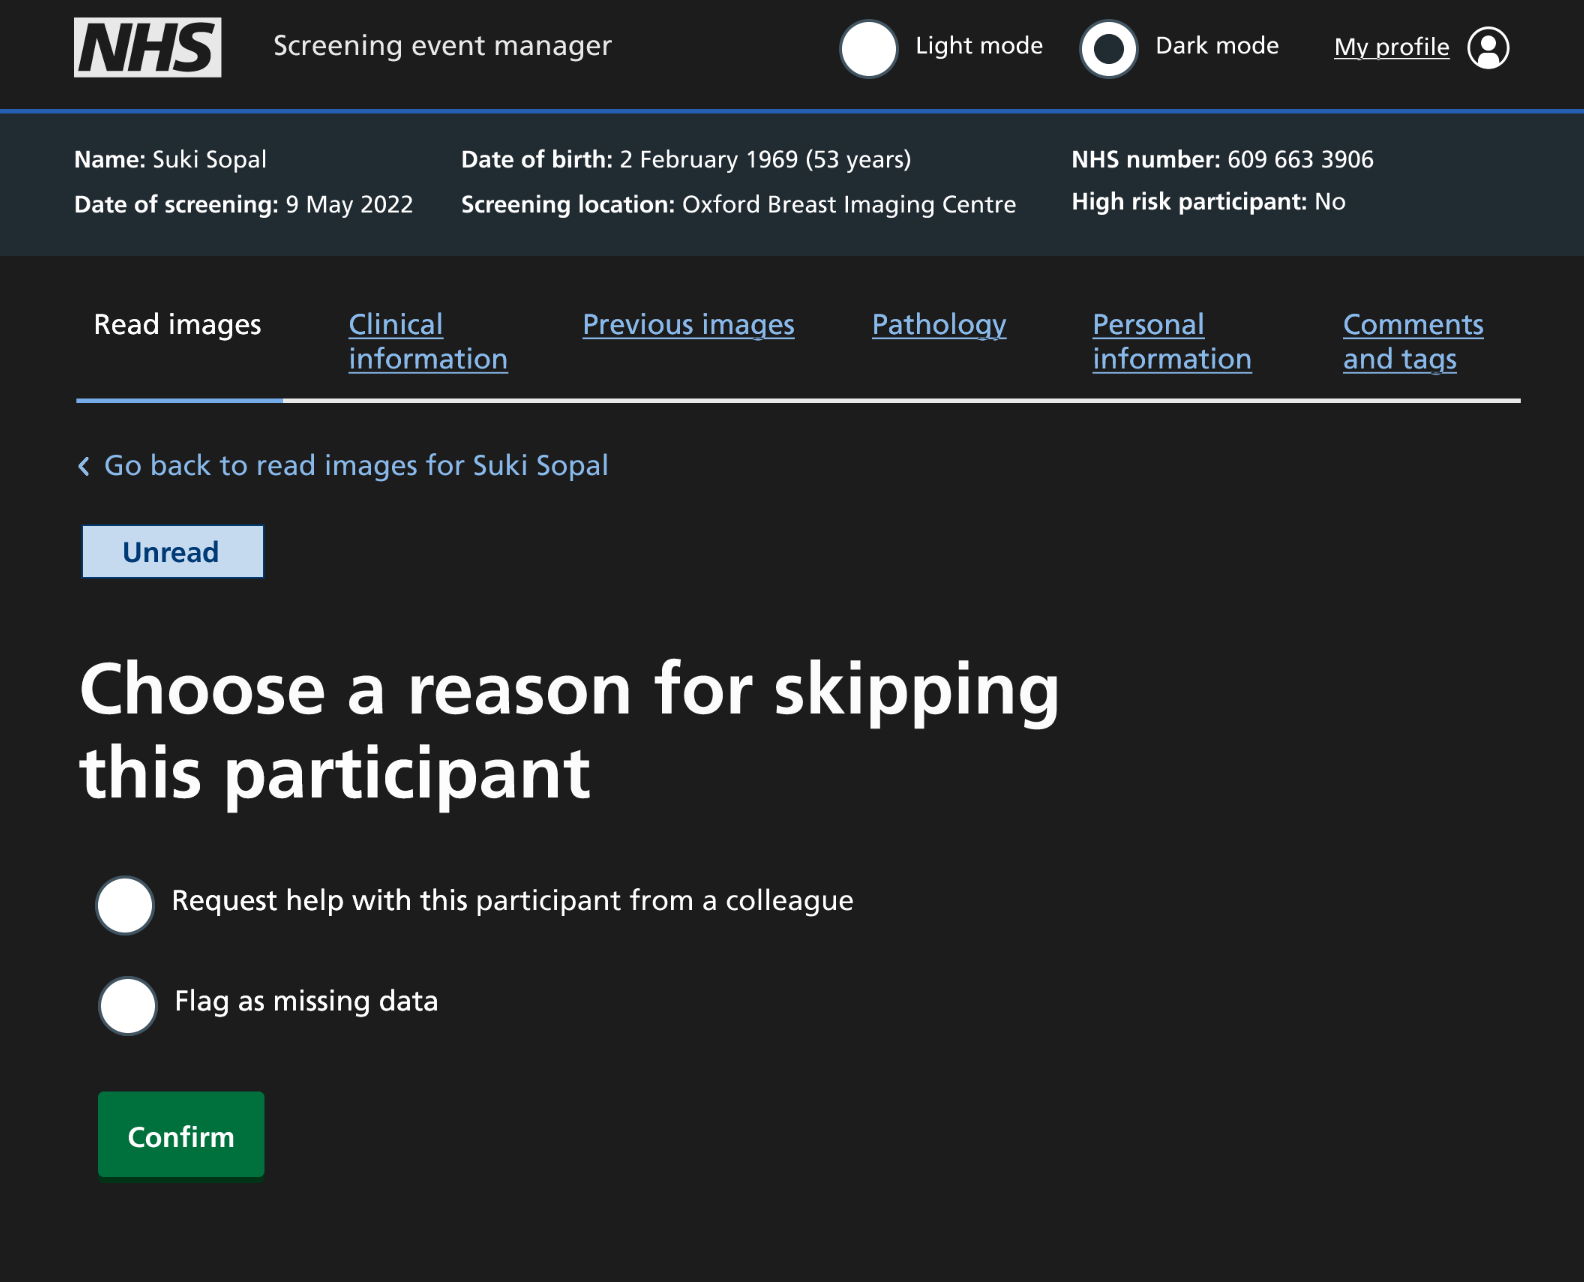 NHS Screening event manager Light mode Dark mode My profile
Name: Suki Sopal Date of birth: 2 February 1969 (53 years) NHS number: 609 663 3906
Date of screening: 9 May 2022 Screening location: Oxford Breast Imaging Centre High risk participant: No
Read images
Clinical
information
Previous images
Pathology
Personal
information
Comments
and tags
Go back to read images for Suki Sopal
Unread
Choose a reason for skipping
this participant
Request help with this participant from a colleague
Flag as missing data
Confirm